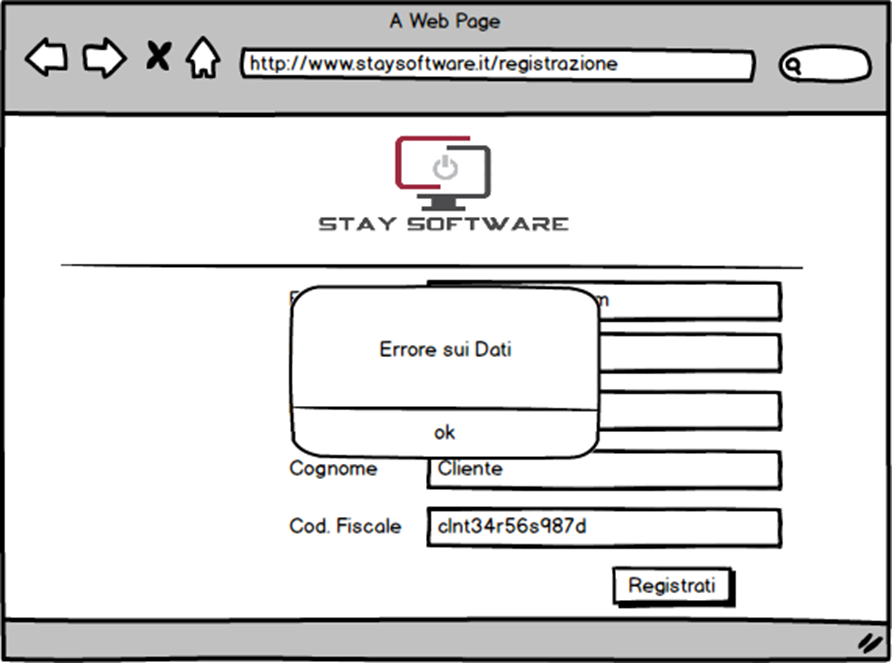 A Web Page
http://www.staysoftware.it/registrazione
STAY SOFTWARE
Errore sui Dati
ok
Cognome Cliente
Cod. Fiscale clnt34r56s987d
Registrati